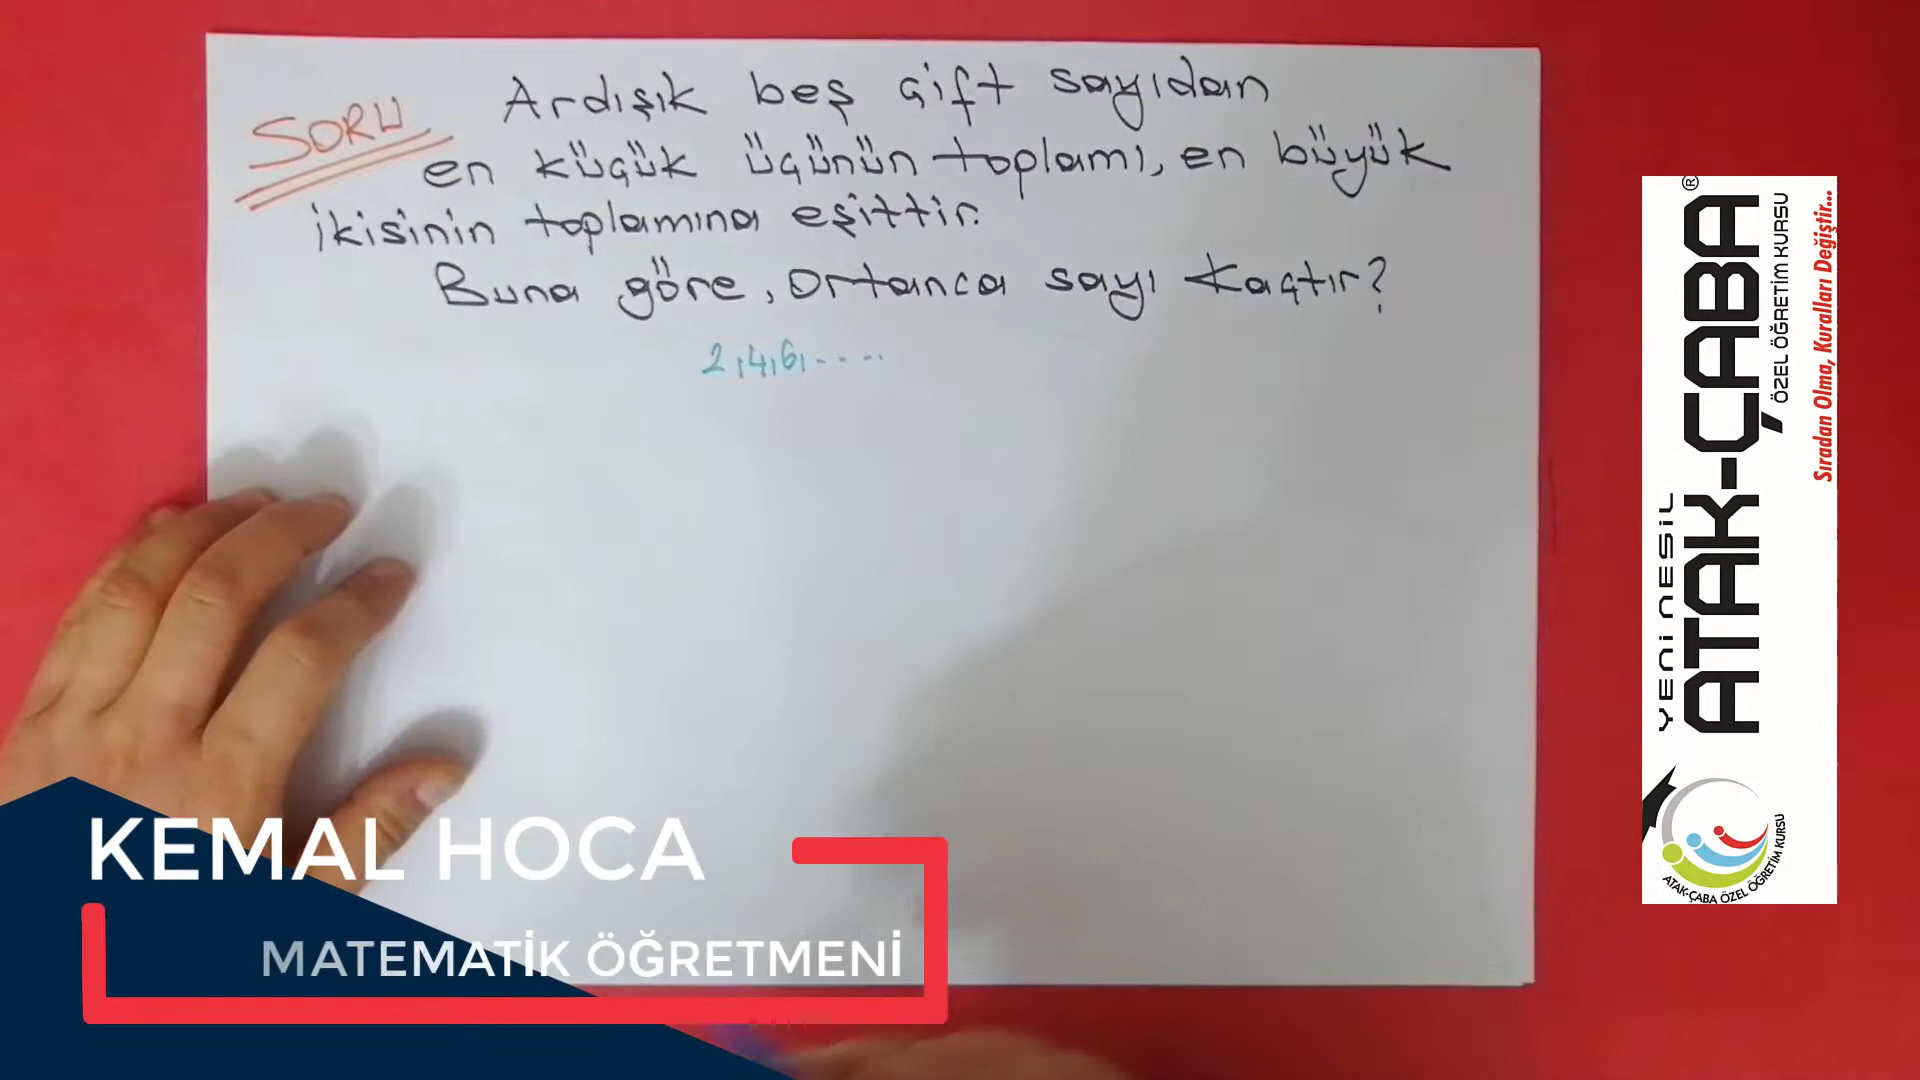 SORU
Ardışık beş çift sayıdan
en küçük üçünün toplamı, en büyük
ikisinin toplamına eşittir.
Buna göre, ortanca sayı kaçtır?
2,4,6,....
KEMAL HOCA
MATEMATİK ÖĞRETMENİ
YENİ NESİL
ATAK-ÇABA®
ÖZEL ÖĞRETİM KURSU
Sıradan Olma, Kuralları Değiştir...
ATAK-ÇABA ÖZEL ÖĞRETİM KURSU